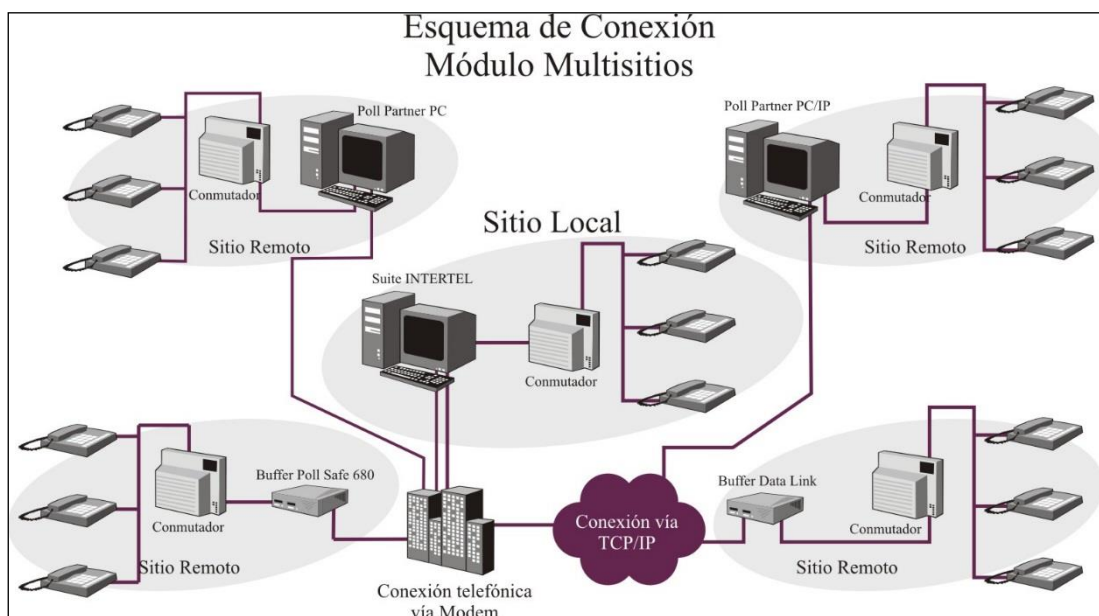 Esquema de Conexión
Módulo Multisitios
Poll Partner PC
Poll Partner PC/IP
Conmutador
Conmutador
Sitio Remoto
Sitio Remoto
Sitio Local
Suite INTERTEL
Conmutador
Buffer Poll Safe 680
Buffer Data Link
Conmutador
Conmutador
Conexión vía
TCP/IP
Sitio Remoto
Sitio Remoto
Conexión telefónica
vía Modem